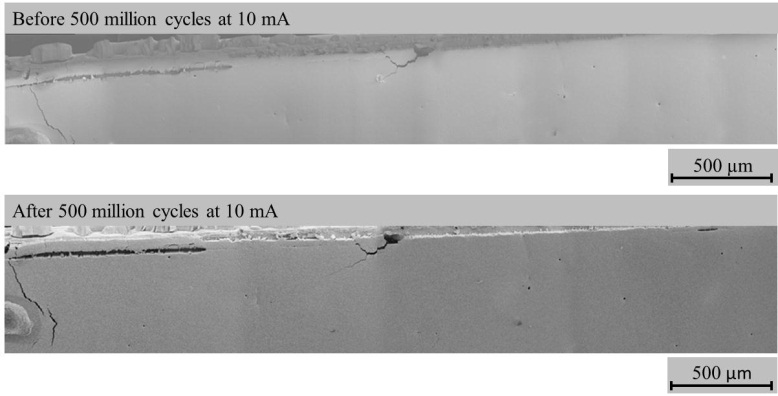 Before 500 million cycles at 10 mA
500 µm
After 500 million cycles at 10 mA
500 µm